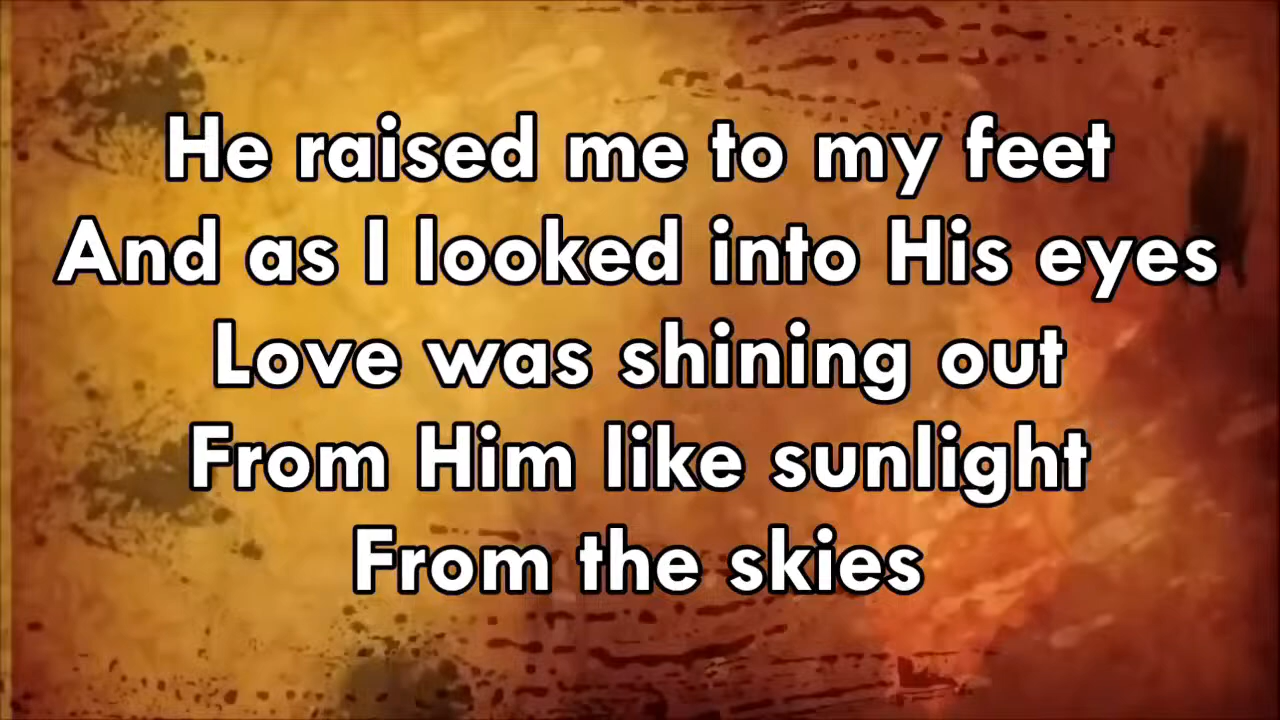 He raised me to my feet
And as I looked into His eyes
Love was shining out
From Him like sunlight
From the skies